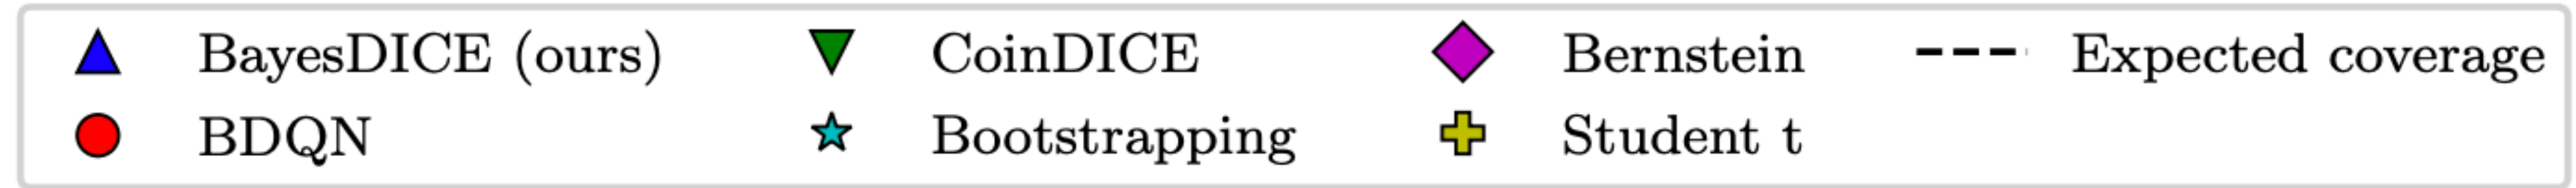 BayesDICE (ours) CoinDICE Bernstein Expected coverage
BDQN Bootstrapping Student t